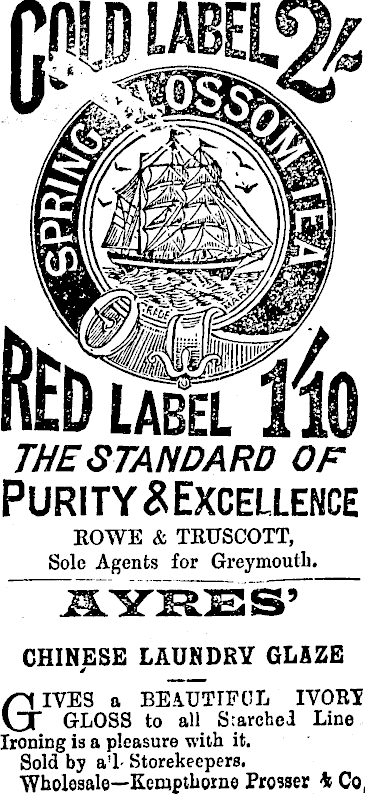 GOLD LABEL 2/-
SPRING BLOSSOM TEA
RED LABEL 1/10
THE STANDARD OF
PURITY & EXCELLENCE
ROWE & TRUSCOTT,
Sole Agents for Greymouth.
AYRES'
CHINESE LAUNDRY GLAZE
GIVES a BEAUTIFUL IVORY
GLOSS to all Starched Line
Ironing is a pleasure with it.
Sold by all Storekeepers.
Wholesale—Kempthorne Prosser & Co,